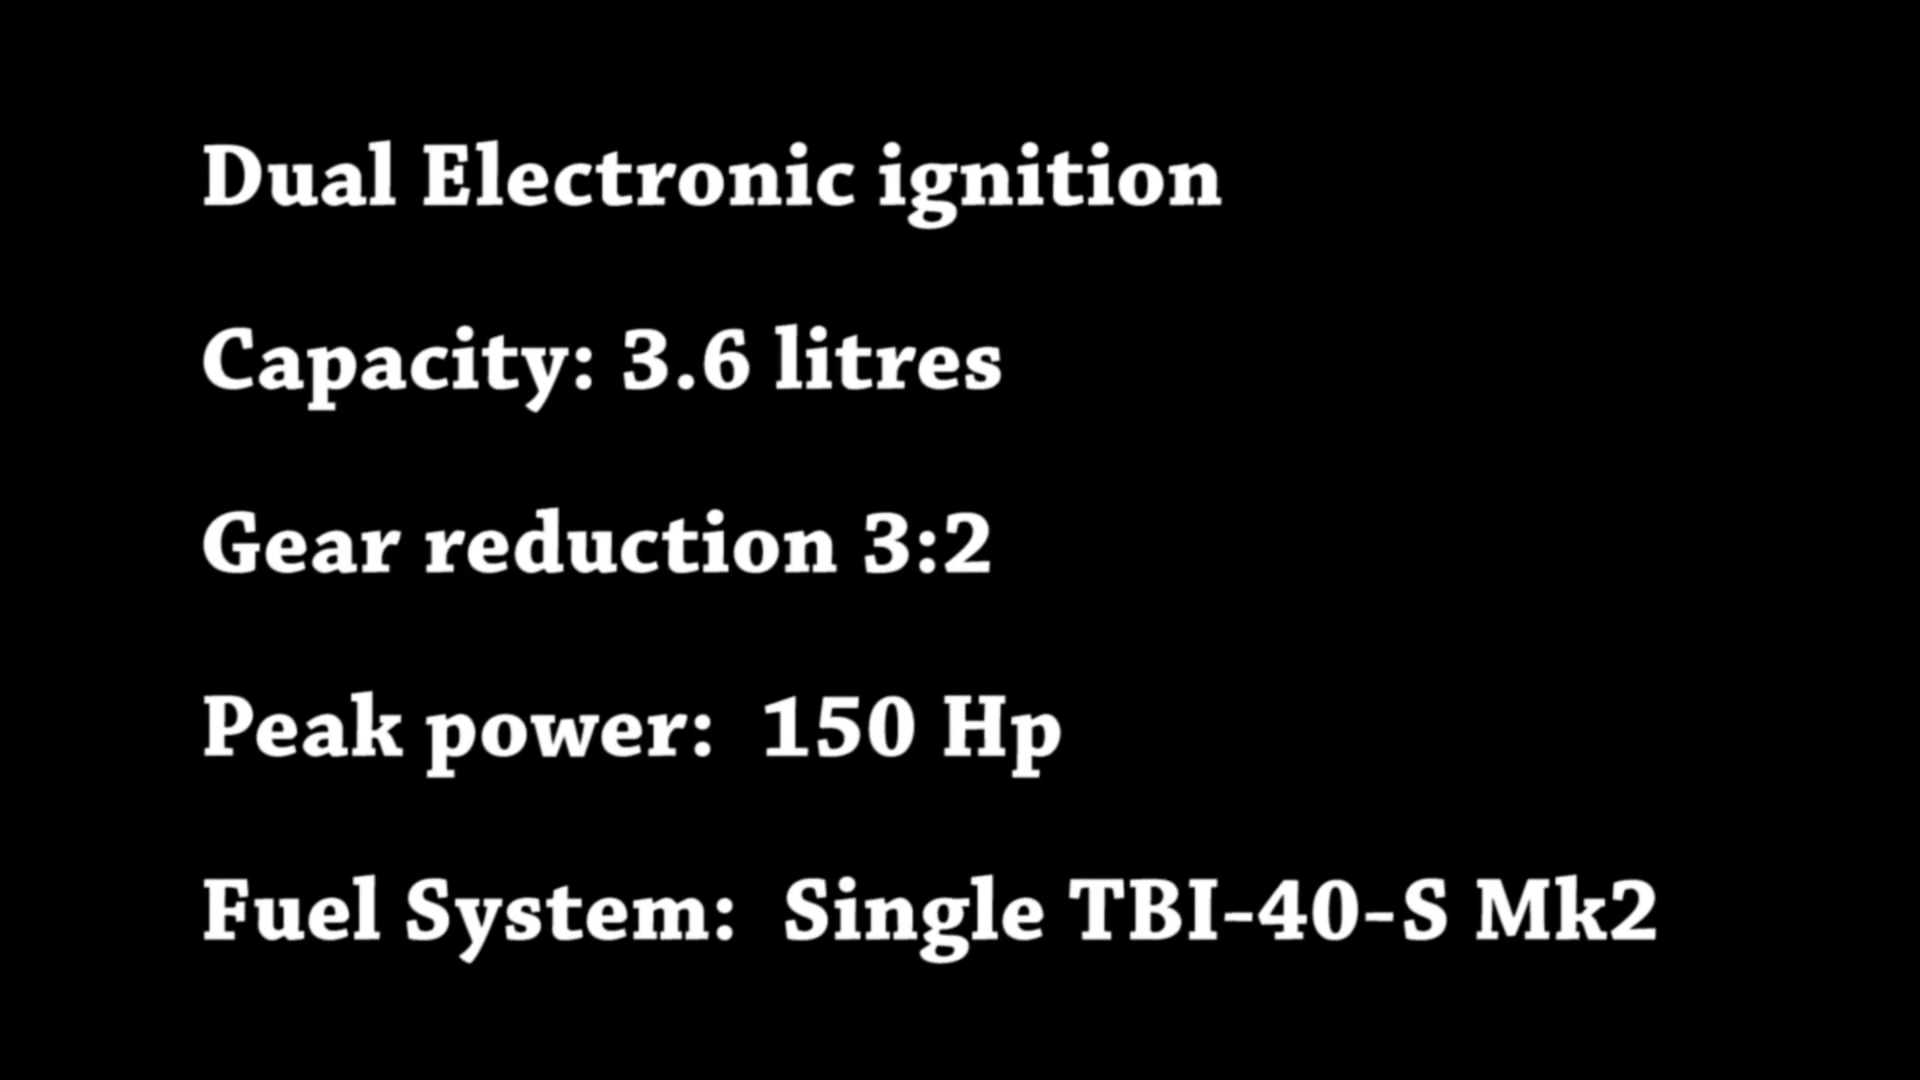 Dual Electronic ignition
Capacity: 3.6 litres
Gear reduction 3:2
Peak power:  150 Hp
Fuel System:  Single TBI-40-S Mk2